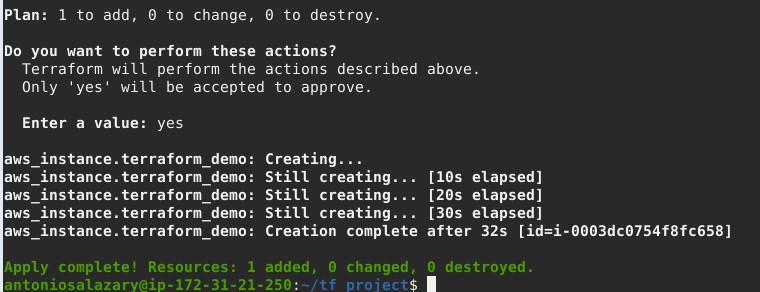 Plan: 1 to add, 0 to change, 0 to destroy.
Do you want to perform these actions?
Terraform will perform the actions described above.
Only 'yes' will be accepted to approve.
Enter a value: yes
aws_instance.terraform_demo: Creating...
aws_instance.terraform_demo: Still creating... [10s elapsed]
aws_instance.terraform_demo: Still creating... [20s elapsed]
aws_instance.terraform_demo: Still creating... [30s elapsed]
aws_instance.terraform_demo: Creation complete after 32s [id=i-0003dc0754f8fc658]
Apply complete! Resources: 1 added, 0 changed, 0 destroyed.
antoniosalazary@ip-172-31-21-250:~/tf_project$